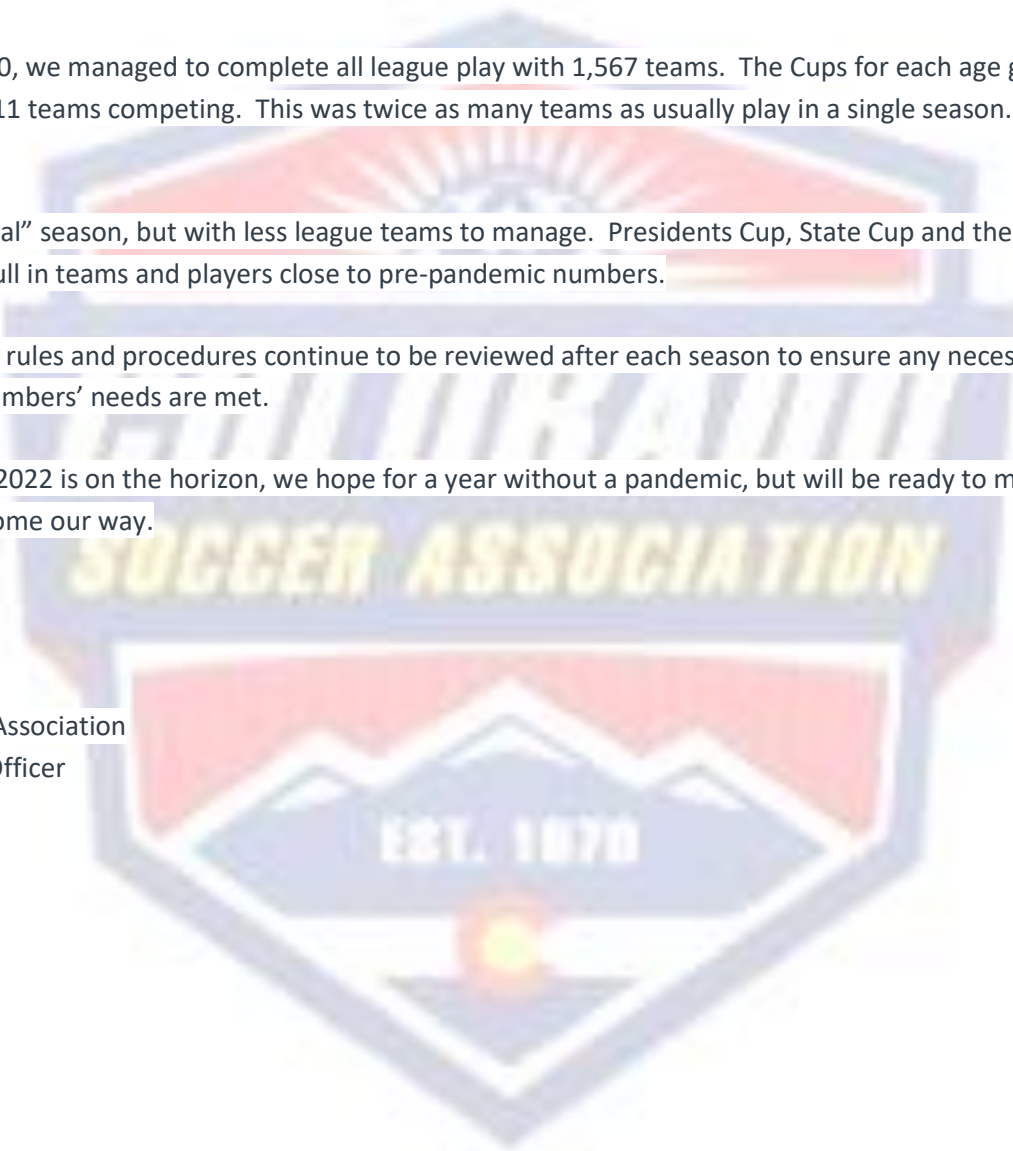 0, we managed to complete all league play with 1,567 teams. The Cups for each age g
11 teams competing. This was twice as many teams as usually play in a single season.
al” season, but with less league teams to manage. Presidents Cup, State Cup and the
ull in teams and players close to pre-pandemic numbers.
rules and procedures continue to be reviewed after each season to ensure any neces
mbers’ needs are met.
COLORADO
2022 is on the horizon, we hope for a year without a pandemic, but will be ready to m
ome our way.
SOCCER ASSOCIATION
Association
Officer
EST. 1970